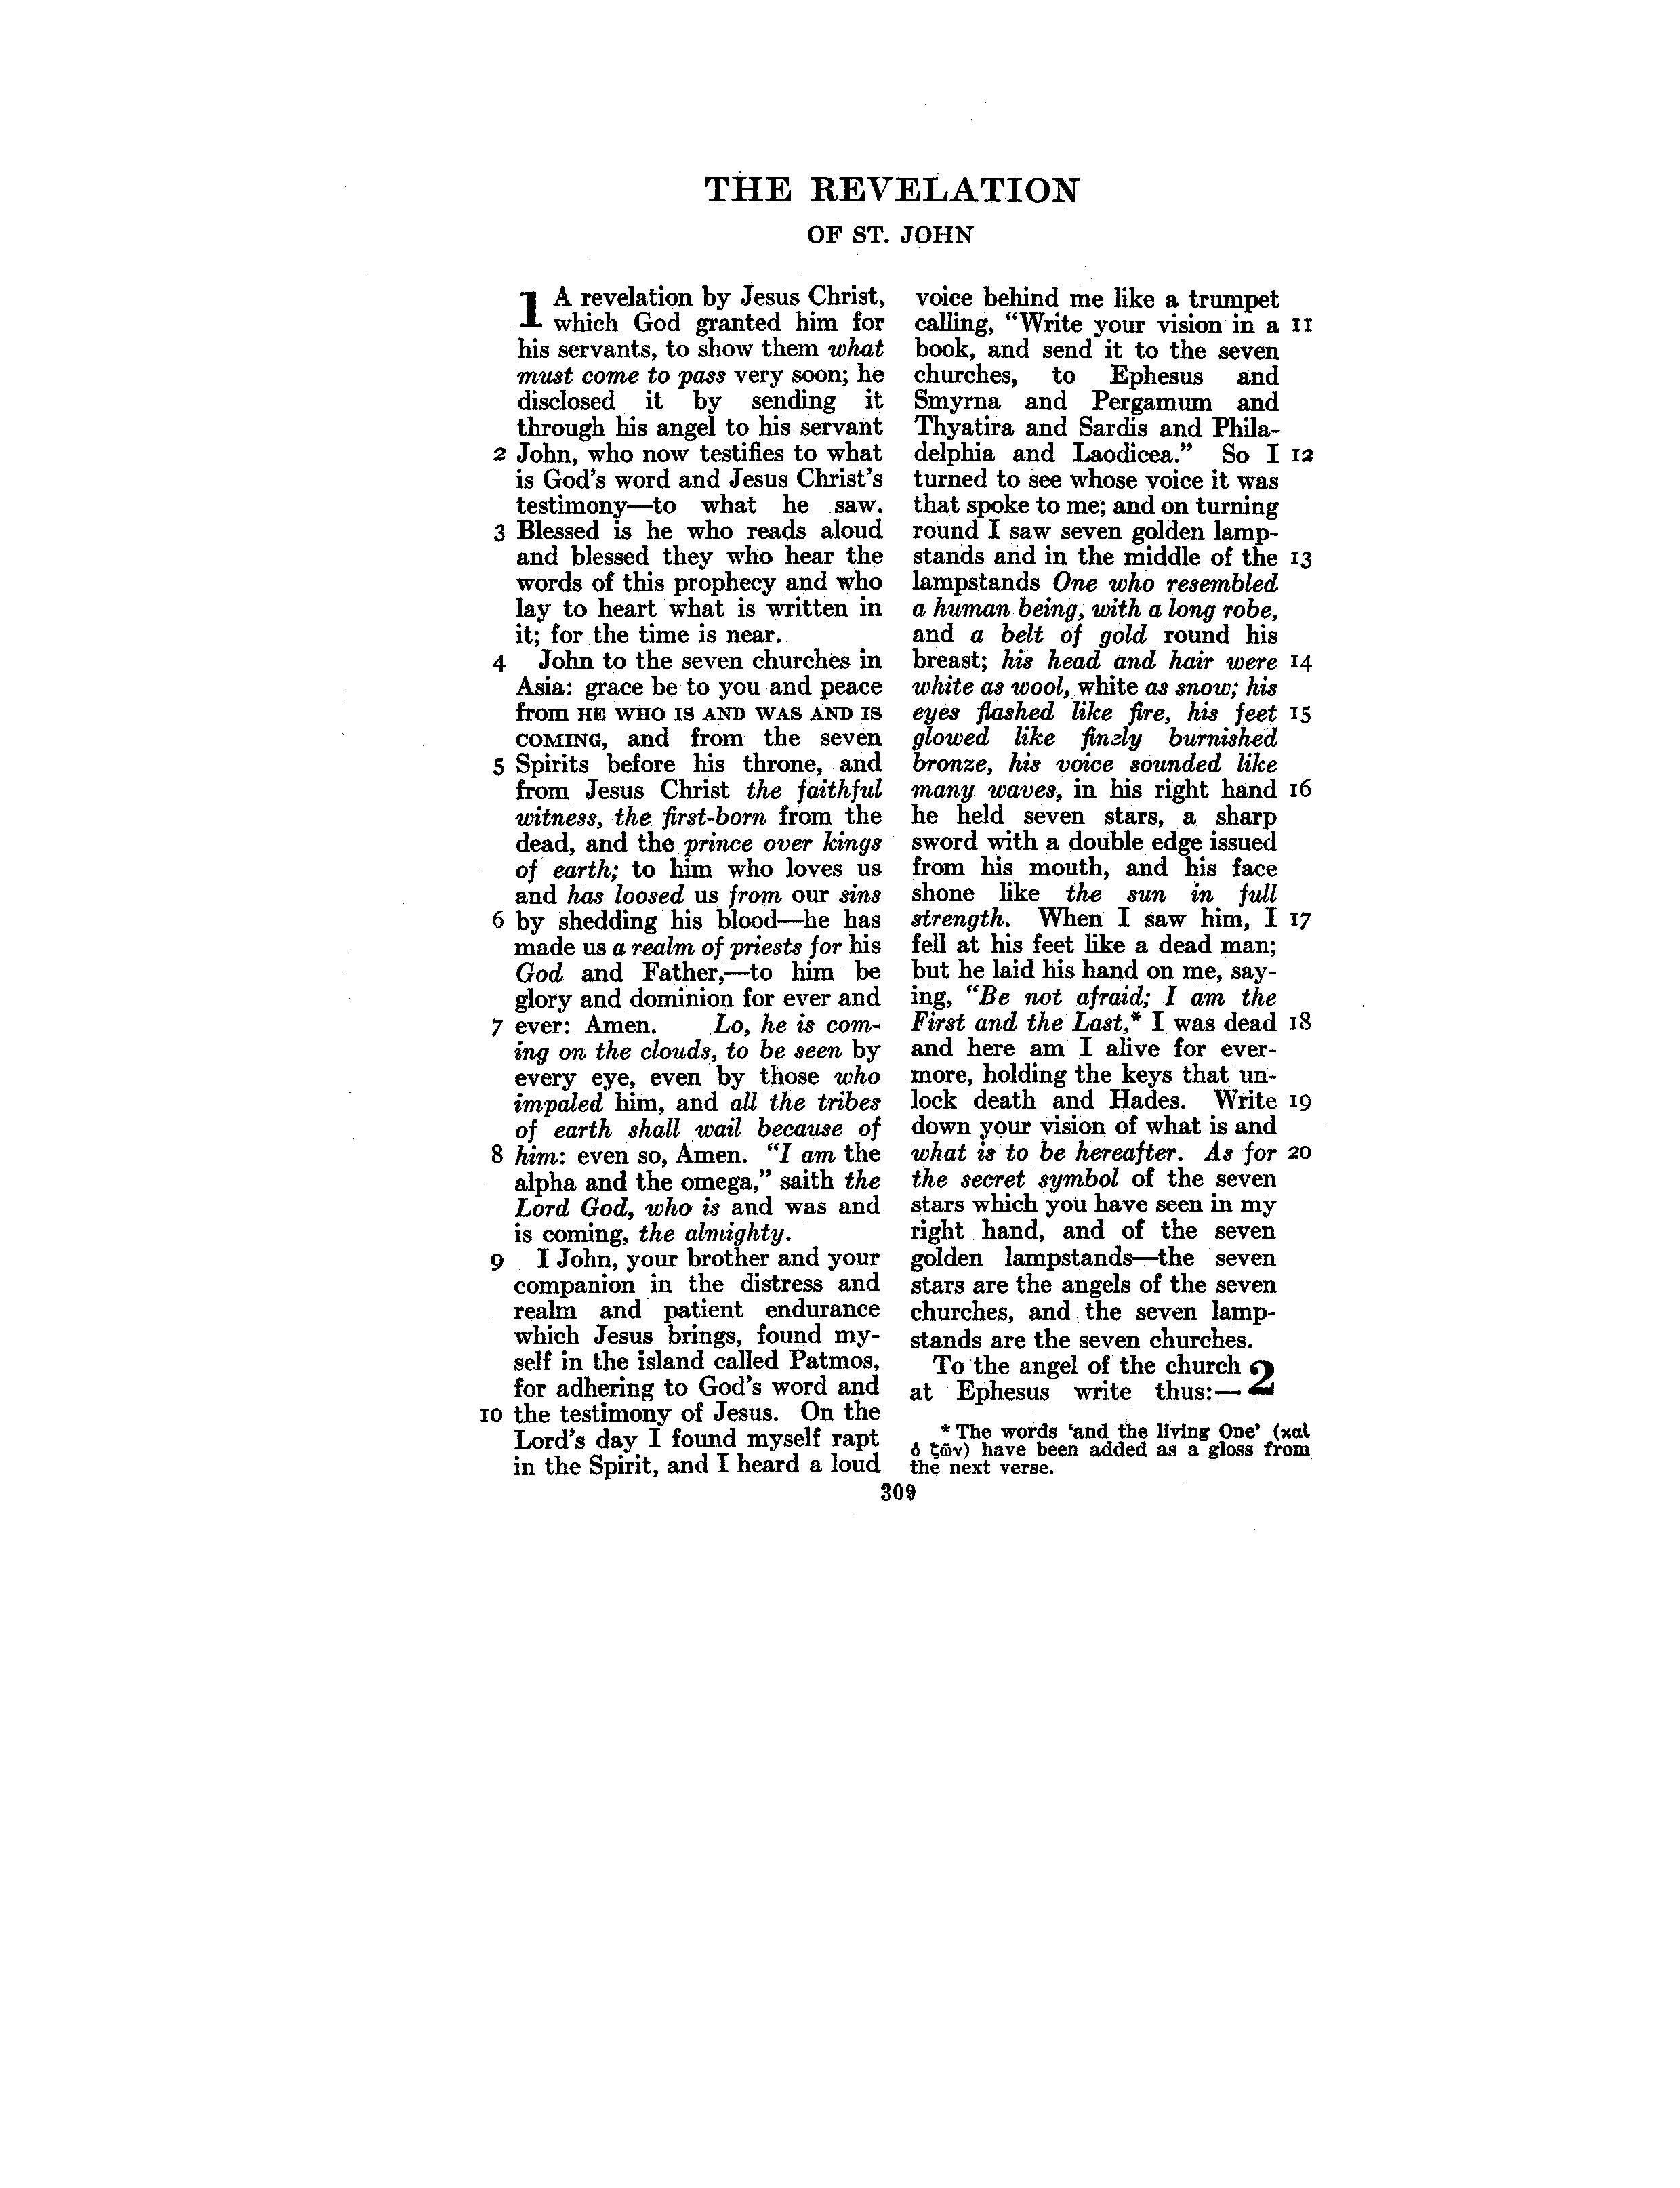 THE REVELATION
OF ST. JOHN
1 A revelation by Jesus Christ,
which God granted him for
his servants, to show them what
must come to pass very soon; he
disclosed it by sending it
through his angel to his servant
2 John, who now testifies to what
is God's word and Jesus Christ's
testimony—to what he saw.
3 Blessed is he who reads aloud
and blessed they who hear the
words of this prophecy and who
lay to heart what is written in
it; for the time is near.
4 John to the seven churches in
Asia: grace be to you and peace
from HE WHO IS AND WAS AND IS
COMING, and from the seven
5 Spirits before his throne, and
from Jesus Christ the faithful
witness, the first-born from the
dead, and the prince over kings
of earth; to him who loves us
and has loosed us from our sins
6 by shedding his blood—he has
made us a realm of priests for his
God and Father,—to him be
glory and dominion for ever and
7 ever: Amen. Lo, he is com-
ing on the clouds, to be seen by
every eye, even by those who
impaled him, and all the tribes
of earth shall wail because of
8 him: even so, Amen. “I am the
alpha and the omega,” saith the
Lord God, who is and was and
is coming, the almighty.
9 I John, your brother and your
companion in the distress and
realm and patient endurance
which Jesus brings, found my-
self in the island called Patmos,
for adhering to God's word and
10 the testimony of Jesus. On the
Lord's day I found myself rapt
in the Spirit, and I heard a loud
voice behind me like a trumpet
calling, “Write your vision in a 11
book, and send it to the seven
churches, to Ephesus and
Smyrna and Pergamum and
Thyatira and Sardis and Phila-
delphia and Laodicea.” So I 12
turned to see whose voice it was
that spoke to me; and on turning
round I saw seven golden lamp-
stands and in the middle of the 13
lampstands One who resembled
a human being, with a long robe,
and a belt of gold round his
breast; his head and hair were 14
white as wool, white as snow; his
eyes flashed like fire, his feet 15
glowed like finely burnished
bronze, his voice sounded like
many waves, in his right hand 16
he held seven stars, a sharp
sword with a double edge issued
from his mouth, and his face
shone like the sun in full
strength. When I saw him, I 17
fell at his feet like a dead man;
but he laid his hand on me, say-
ing, “Be not afraid; I am the
First and the Last,* I was dead 18
and here am I alive for ever-
more, holding the keys that un-
lock death and Hades. Write 19
down your vision of what is and
what is to be hereafter. As for 20
the secret symbol of the seven
stars which you have seen in my
right hand, and of the seven
golden lampstands—the seven
stars are the angels of the seven
churches, and the seven lamp-
stands are the seven churches.
To the angel of the church 2
at Ephesus write thus:—
* The words ‘and the living One’ (καὶ
ὁ ζῶν) have been added as a gloss from
the next verse.
309